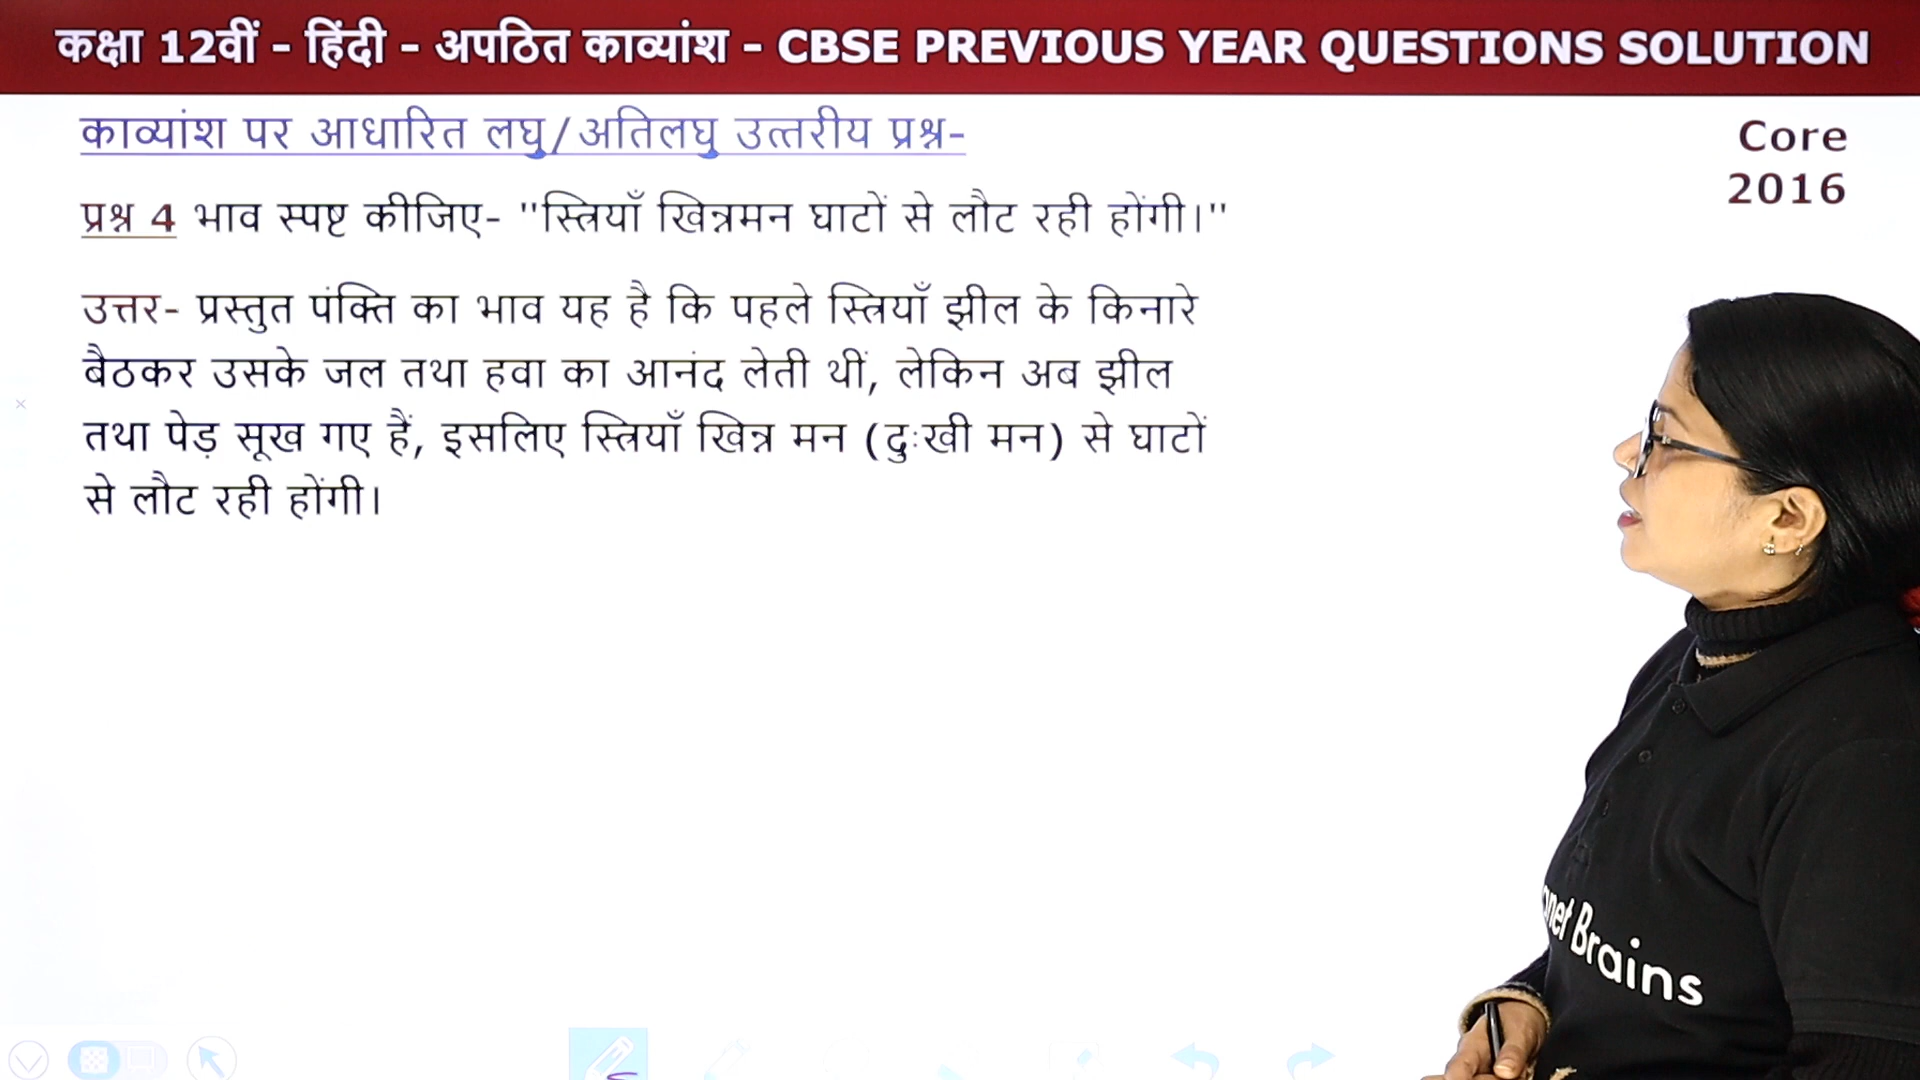 कक्षा 12वीं - हिंदी - अपठित काव्यांश - CBSE PREVIOUS YEAR QUESTIONS SOLUTION
काव्यांश पर आधारित लघु/अतिलघु उत्तरीय प्रश्न-
Core
2016
प्रश्न 4 भाव स्पष्ट कीजिए- "स्त्रियाँ खिन्नमन घाटों से लौट रही होंगी।"
उत्तर- प्रस्तुत पंक्ति का भाव यह है कि पहले स्त्रियाँ झील के किनारे
बैठकर उसके जल तथा हवा का आनंद लेती थीं, लेकिन अब झील
तथा पेड़ सूख गए हैं, इसलिए स्त्रियाँ खिन्न मन (दुःखी मन) से घाटों
से लौट रही होंगी।
Brains